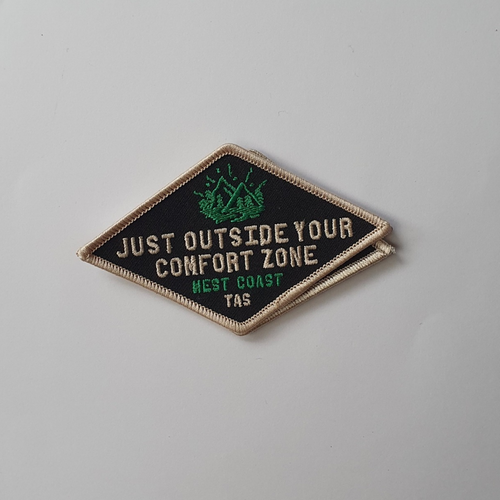 JUST OUTSIDE YOUR
COMFORT ZONE
WEST COAST
TAS